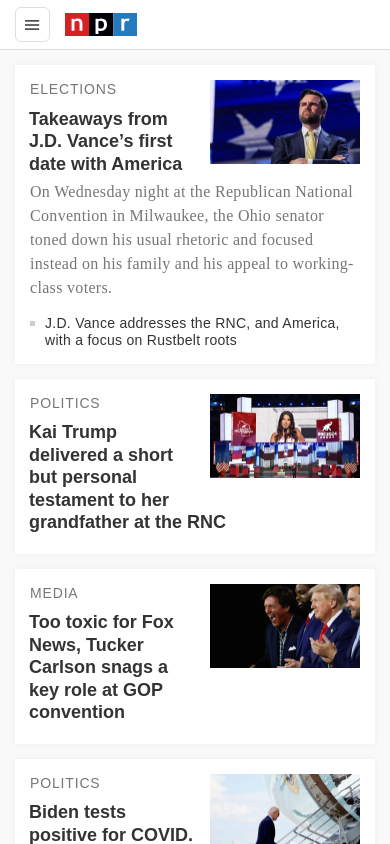 npr
ELECTIONS
Takeaways from
J.D. Vance’s first
date with America
On Wednesday night at the Republican National
Convention in Milwaukee, the Ohio senator
toned down his usual rhetoric and focused
instead on his family and his appeal to working-
class voters.
J.D. Vance addresses the RNC, and America,
with a focus on Rustbelt roots
POLITICS
Kai Trump
delivered a short
but personal
testament to her
grandfather at the RNC
MEDIA
Too toxic for Fox
News, Tucker
Carlson snags a
key role at GOP
convention
POLITICS
Biden tests
positive for COVID.